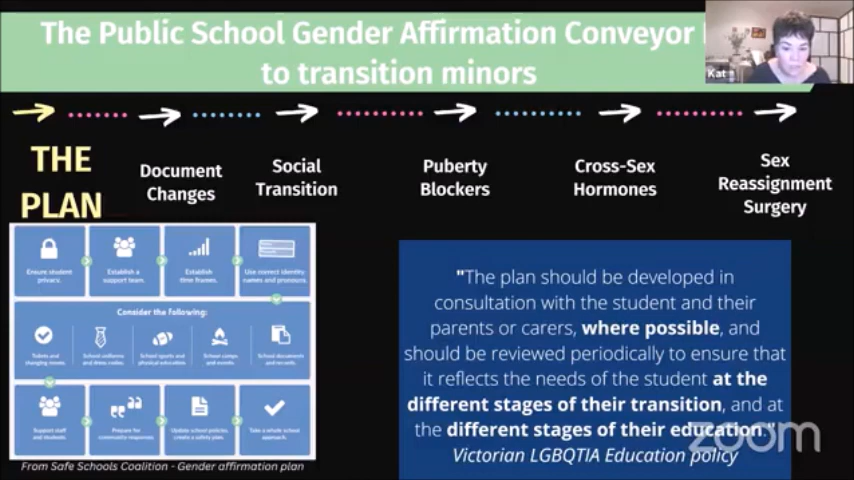 The Public School Gender Affirmation Conveyor
to transition minors
Kat
THE
PLAN
Document
Changes
Social
Transition
Puberty
Blockers
Cross-Sex
Hormones
Sex
Reassignment
Surgery
Ensure student
privacy.
Establish a
support team.
Establish
time frames.
Use correct identity,
names and pronouns.
Consider the following:
Toilets and
changing rooms.
School uniforms
and dress codes.
School sports and
physical education.
School camps
and events.
School documents
and records.
Support staff
and students.
Prepare for
community responses.
Update school policies,
create a safety plan.
Take a whole school
approach.
From Safe Schools Coalition - Gender affirmation plan
"The plan should be developed in
consultation with the student and their
parents or carers, where possible, and
should be reviewed periodically to ensure that
it reflects the needs of the student at the
different stages of their transition, and at
the different stages of their education."
Victorian LGBQTIA Education policy
zoom